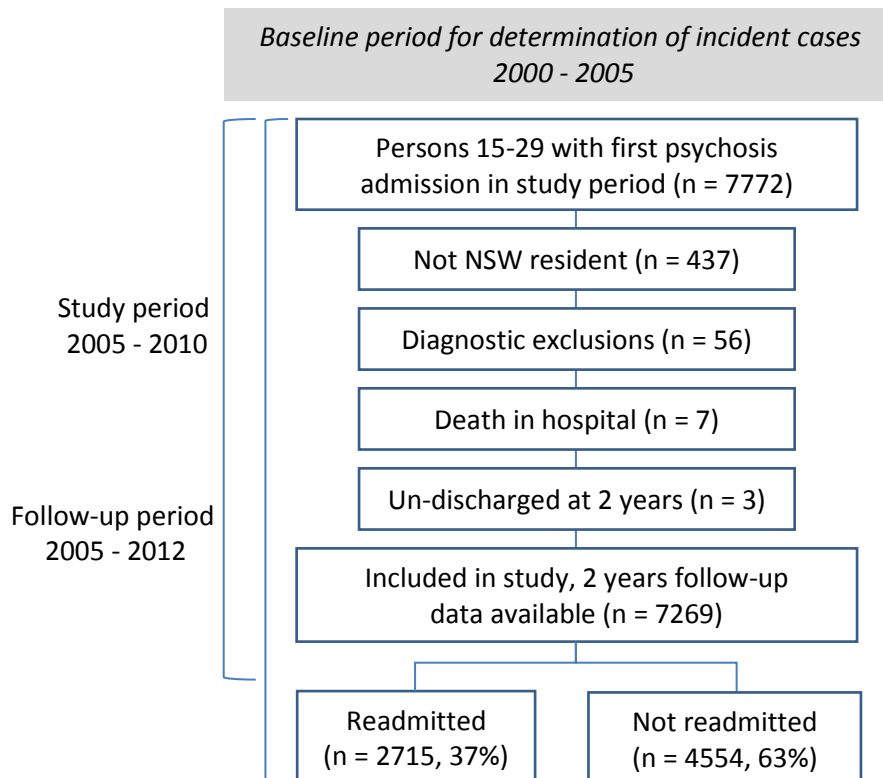 Baseline period for determination of incident cases
2000 - 2005
Persons 15-29 with first psychosis
admission in study period (n = 7772)
Not NSW resident (n = 437)
Study period
2005 - 2010
Diagnostic exclusions (n = 56)
Death in hospital (n = 7)
Un-discharged at 2 years (n = 3)
Follow-up period
2005 - 2012
Included in study, 2 years follow-up
data available (n = 7269)
Readmitted
(n = 2715, 37%)
Not readmitted
(n = 4554, 63%)